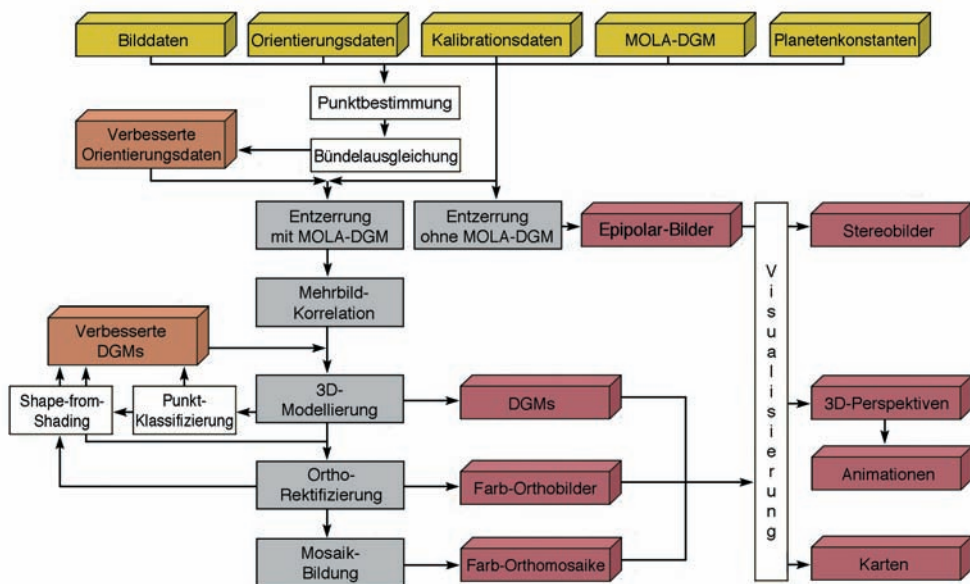 Bilddaten
Orientierungsdaten
Kalibrationsdaten
MOLA-DGM
Planetenkonstanten
Punktbestimmung
Verbesserte
Orientierungsdaten
Bündelausgleichung
Entzerrung
mit MOLA-DGM
Entzerrung
ohne MOLA-DGM
Epipolar-Bilder
Stereobilder
Visualisierung
Mehrbild-
Korrelation
Verbesserte
DGMs
Shape-from-
Shading
Punkt-
Klassifizierung
3D-
Modellierung
DGMs
3D-Perspektiven
Ortho-
Rektifizierung
Farb-Orthobilder
Animationen
Mosaik-
Bildung
Farb-Orthomosaike
Karten